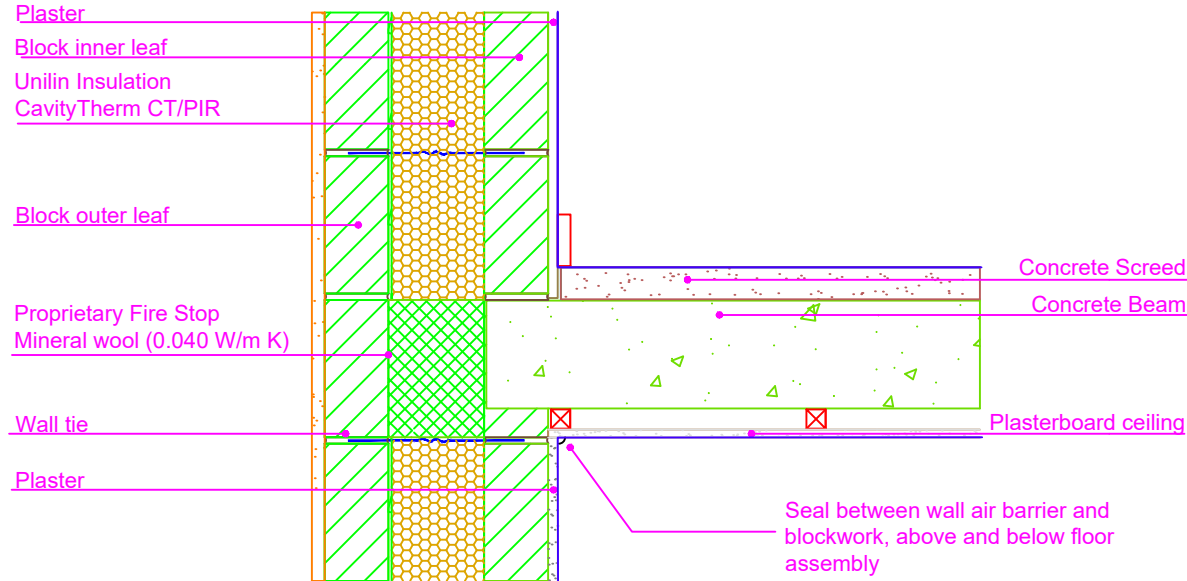 Plaster
Block inner leaf
Unilin Insulation
CavityTherm CT/PIR
Block outer leaf
Proprietary Fire Stop
Mineral wool (0.040 W/m K)
Wall tie
Plaster
Concrete Screed
Concrete Beam
Plasterboard ceiling
Seal between wall air barrier and
blockwork, above and below floor
assembly